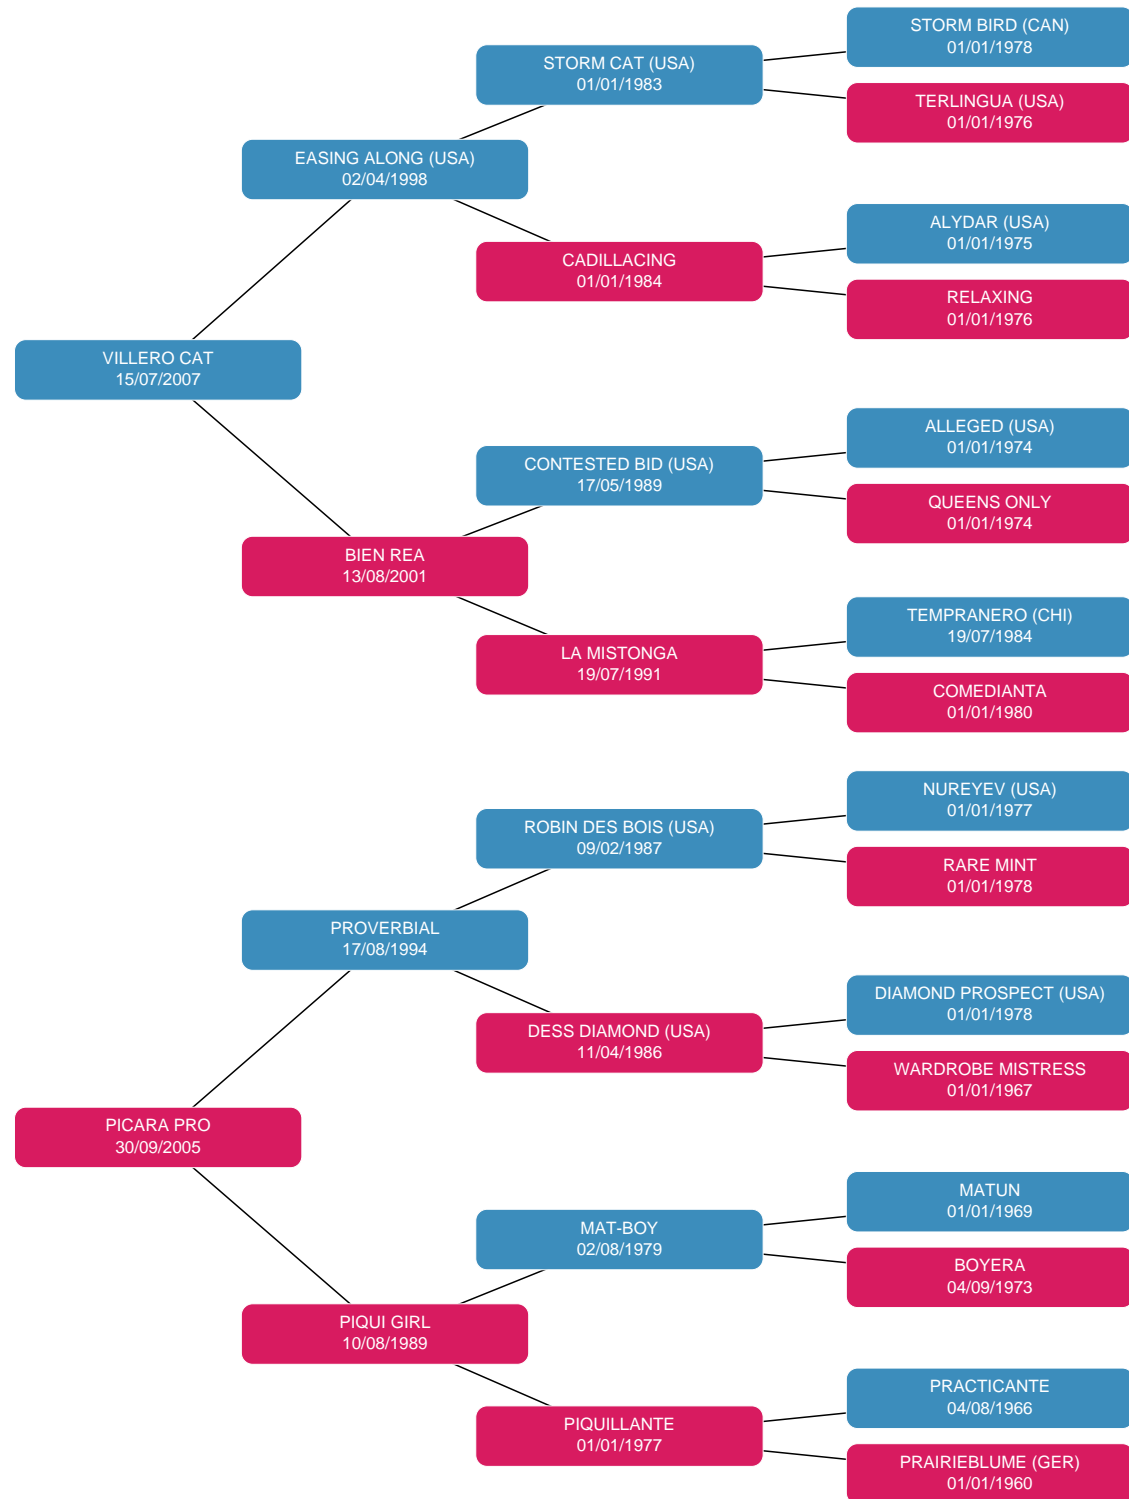 STORM BIRD (CAN)
01/01/1978
STORM CAT (USA)
01/01/1983
TERLINGUA (USA)
01/01/1976
EASING ALONG (USA)
02/04/1998
ALYDAR (USA)
01/01/1975
CADILLACING
01/01/1984
RELAXING
01/01/1976
VILLERO CAT
15/07/2007
ALLEGED (USA)
01/01/1974
CONTESTED BID (USA)
17/05/1989
QUEENS ONLY
01/01/1974
BIEN REA
13/08/2001
TEMPRANERO (CHI)
19/07/1984
LA MISTONGA
19/07/1991
COMEDIANTA
01/01/1980
NUREYEV (USA)
01/01/1977
ROBIN DES BOIS (USA)
09/02/1987
RARE MINT
01/01/1978
PROVERBIAL
17/08/1994
DIAMOND PROSPECT (USA)
01/01/1978
DESS DIAMOND (USA)
11/04/1986
WARDROBE MISTRESS
01/01/1967
PICARA PRO
30/09/2005
MATUN
01/01/1969
MAT-BOY
02/08/1979
BOYERA
04/09/1973
PIQUI GIRL
10/08/1989
PRACTICANTE
04/08/1966
PIQUILLANTE
01/01/1977
PRAIRIEBLUME (GER)
01/01/1960